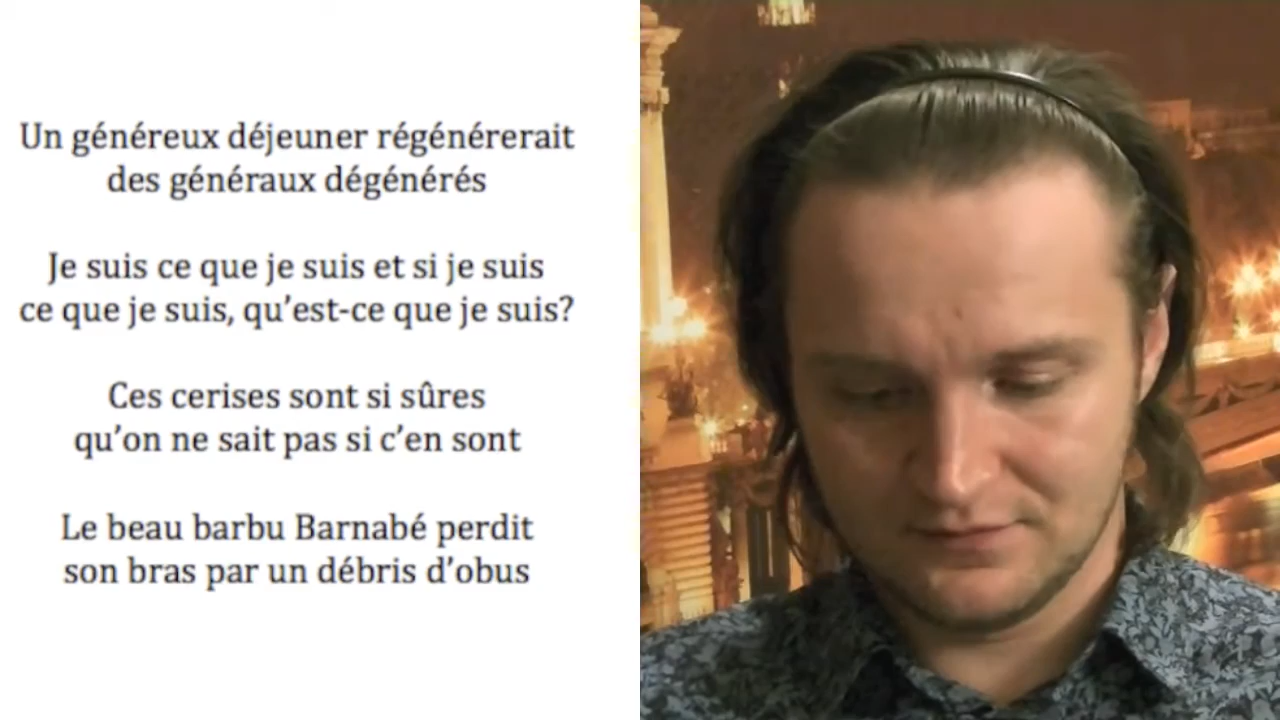 Un généreux déjeuner régénérerait
des généraux dégénérés
Je suis ce que je suis et si je suis
ce que je suis, qu’est-ce que je suis?
Ces cerises sont si sûres
qu’on ne sait pas si c’en sont
Le beau barbu Barnabé perdit
son bras par un débris d’obus